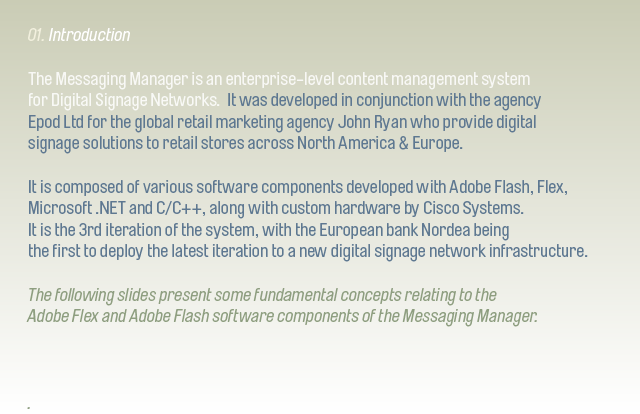 01. Introduction
The Messaging Manager is an enterprise-level content management system
for Digital Signage Networks. It was developed in conjunction with the agency
Epod Ltd for the global retail marketing agency John Ryan who provide digital
signage solutions to retail stores across North America & Europe.
It is composed of various software components developed with Adobe Flash, Flex,
Microsoft .NET and C/C++, along with custom hardware by Cisco Systems.
It is the 3rd iteration of the system, with the European bank Nordea being
the first to deploy the latest iteration to a new digital signage network infrastructure.
The following slides present some fundamental concepts relating to the
Adobe Flex and Adobe Flash software components of the Messaging Manager.